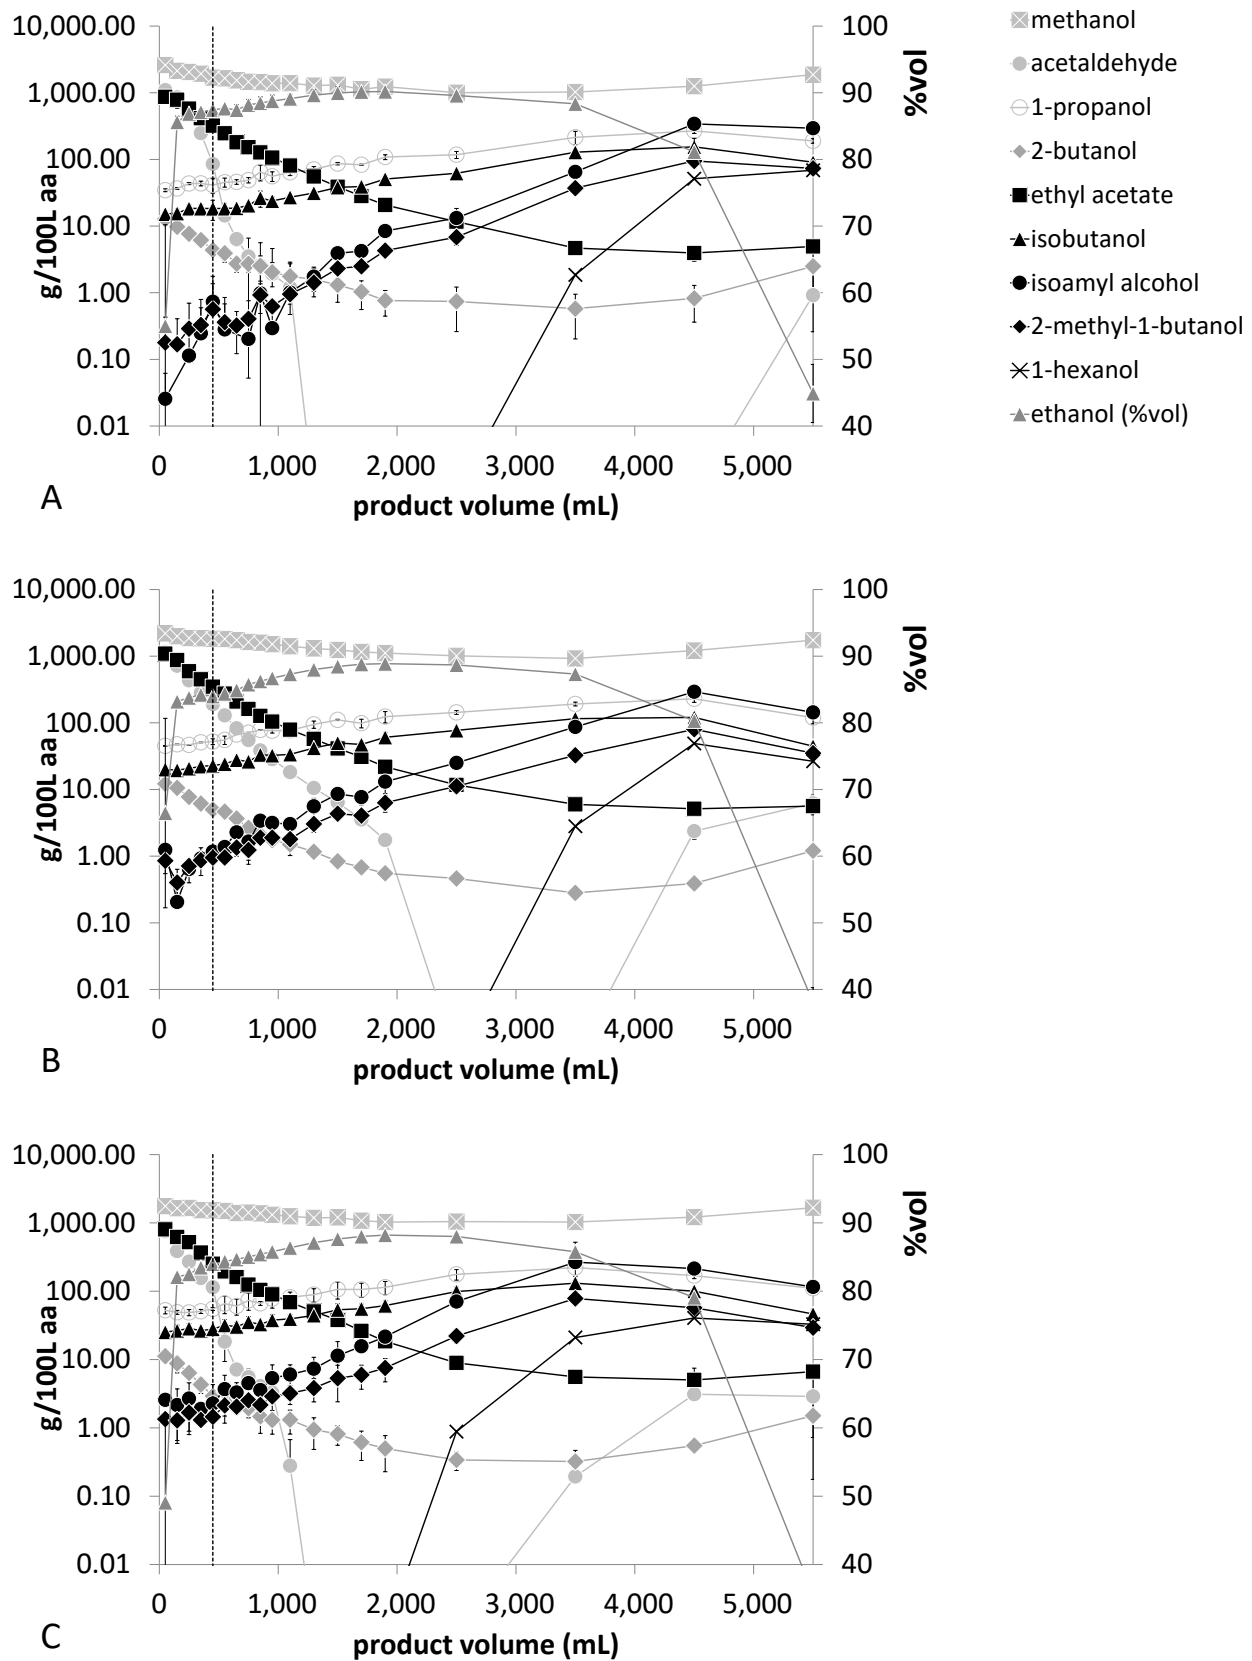 10,000.00
1,000.00
100.00
10.00
1.00
0.10
0.01
g/100L aa
100
90
80
70
60
50
40
%vol
0 1,000 2,000 3,000 4,000 5,000
product volume (mL)
A
methanol
acetaldehyde
1-propanol
2-butanol
ethyl acetate
isobutanol
isoamyl alcohol
2-methyl-1-butanol
1-hexanol
ethanol (%vol)
10,000.00
1,000.00
100.00
10.00
1.00
0.10
0.01
g/100L aa
100
90
80
70
60
50
40
%vol
0 1,000 2,000 3,000 4,000 5,000
product volume (mL)
B
10,000.00
1,000.00
100.00
10.00
1.00
0.10
0.01
g/100L aa
100
90
80
70
60
50
40
%vol
0 1,000 2,000 3,000 4,000 5,000
product volume (mL)
C